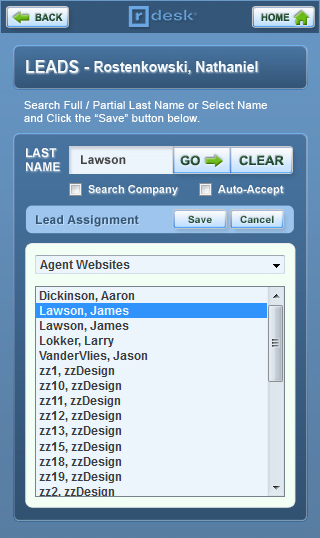 BACK
rdesk®
HOME
LEADS - Rostenkowski, Nathaniel
Search Full / Partial Last Name or Select Name
and Click the “Save” button below.
LAST
NAME
Lawson
GO
CLEAR
Search Company
Auto-Accept
Lead Assignment
Save
Cancel
Agent Websites
Dickinson, Aaron
Lawson, James
Lawson, James
Lokker, Larry
VanderVlies, Jason
zz1, zzDesign
zz10, zzDesign
zz11, zzDesign
zz12, zzDesign
zz13, zzDesign
zz15, zzDesign
zz18, zzDesign
zz19, zzDesign
zz2, zzDesign